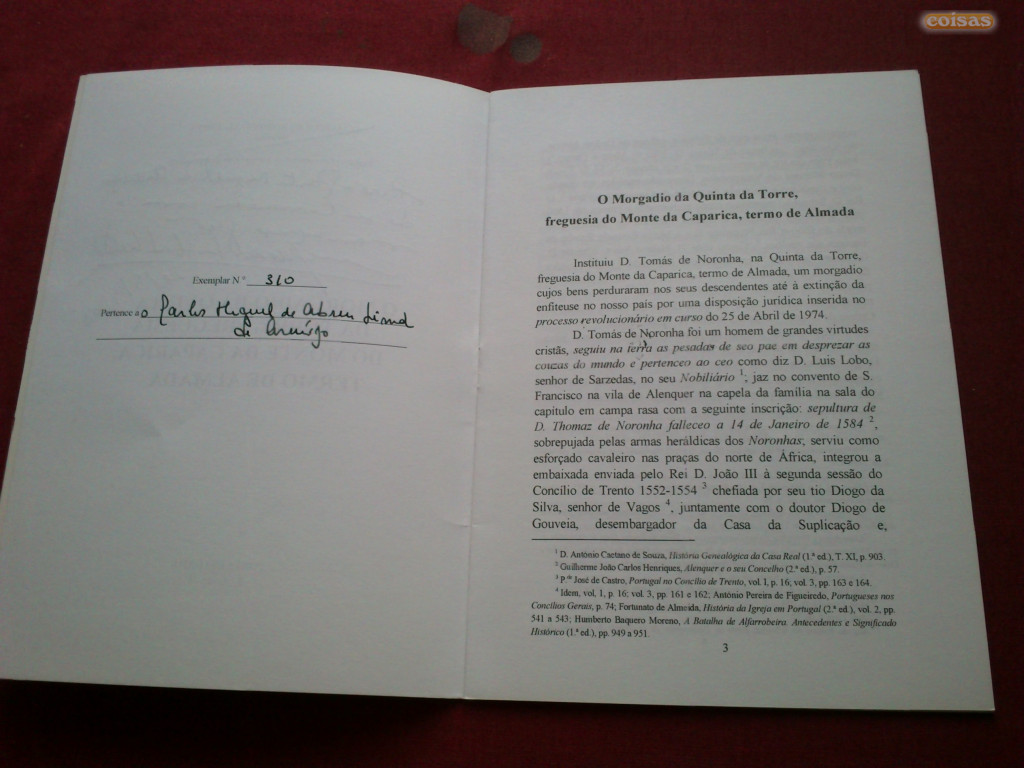 coisas
Exemplar N.º 310
Pertence a o Carlos Miguel de Abreu Lima
de Araújo
O Morgadio da Quinta da Torre,
freguesia do Monte da Caparica, termo de Almada
Instituiu D. Tomás de Noronha, na Quinta da Torre,
freguesia do Monte da Caparica, termo de Almada, um morgadio
cujos bens perduraram nos seus descendentes até à extinção da
enfiteuse no nosso país por uma disposição jurídica inserida no
processo revolucionário em curso do 25 de Abril de 1974.
D. Tomás de Noronha foi um homem de grandes virtudes
cristãs, seguiu na terra as pesadas de seo pae em desprezar as
couzas do mundo e pertenceo ao ceo como diz D. Luis Lobo,
senhor de Sarzedas, no seu Nobiliário ¹; jaz no convento de S.
Francisco na vila de Alenquer na capela da família na sala do
capítulo em campa rasa com a seguinte inscrição: sepultura de
D. Thomaz de Noronha falleceo a 14 de Janeiro de 1584 ²,
sobrepujada pelas armas heráldicas dos Noronhas, serviu como
esforçado cavaleiro nas praças do norte de África, integrou a
embaixada enviada pelo Rei D. João III à segunda sessão do
Concílio de Trento 1552-1554 ³ chefiada por seu tio Diogo da
Silva, senhor de Vagos ⁴, juntamente com o doutor Diogo de
Gouveia, desembargador da Casa da Suplicação e,
¹ D. António Caetano de Souza, História Genealógica da Casa Real (1.ª ed.), T. XI, p. 903.
² Guilherme João Carlos Henriques, Alenquer e o seu Concelho (2.ª ed.), p. 57.
³ P.de José de Castro, Portugal no Concílio de Trento, vol. I, p. 16; vol. 3, pp. 163 e 164.
⁴ Idem, vol. 1, p. 16; vol. 3, pp. 161 e 162; António Pereira de Figueiredo, Portugueses nos
Concílios Gerais, p. 74; Fortunato de Almeida, História da Igreja em Portugal (2.ª ed.), vol. 2, pp.
541 a 543; Humberto Baquero Moreno, A Batalha de Alfarrobeira. Antecedentes e Significado
Histórico (1.ª ed), pp. 949 a 951.
3